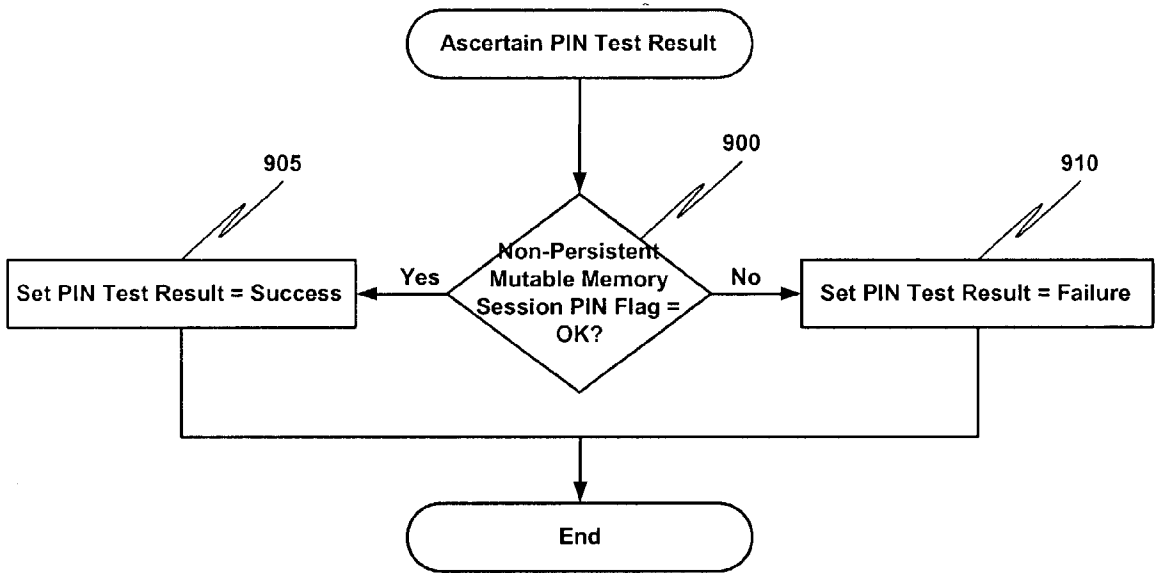 Ascertain PIN Test Result
900
905
910
Non-Persistent
Mutable Memory
Session PIN Flag =
OK?
Yes
No
Set PIN Test Result = Success
Set PIN Test Result = Failure
End